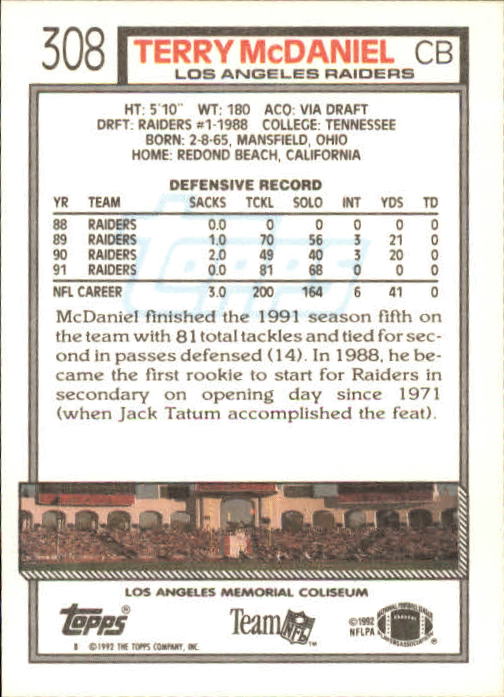 308 TERRY McDANIEL CB
LOS ANGELES RAIDERS
HT: 5'10" WT: 180 ACQ: VIA DRAFT
DRFT: RAIDERS #1-1988 COLLEGE: TENNESSEE
BORN: 2-8-65, MANSFIELD, OHIO
HOME: REDOND BEACH, CALIFORNIA
DEFENSIVE RECORD
YR TEAM SACKS TCKL SOLO INT YDS TD
88 RAIDERS 0.0 0 0 0 0 0
89 RAIDERS 1.0 70 56 3 21 0
90 RAIDERS 2.0 49 40 3 20 0
91 RAIDERS 0.0 81 68 0 0 0
NFL CAREER 3.0 200 164 6 41 0
McDaniel finished the 1991 season fifth on
the team with 81 total tackles and tied for sec-
ond in passes defensed (14). In 1988, he be-
came the first rookie to start for Raiders in
secondary on opening day since 1971
(when Jack Tatum accomplished the feat).
LOS ANGELES MEMORIAL COLISEUM
Topps® Team NFL™ ©1992
NFLPA
©1992 THE TOPPS COMPANY, INC.